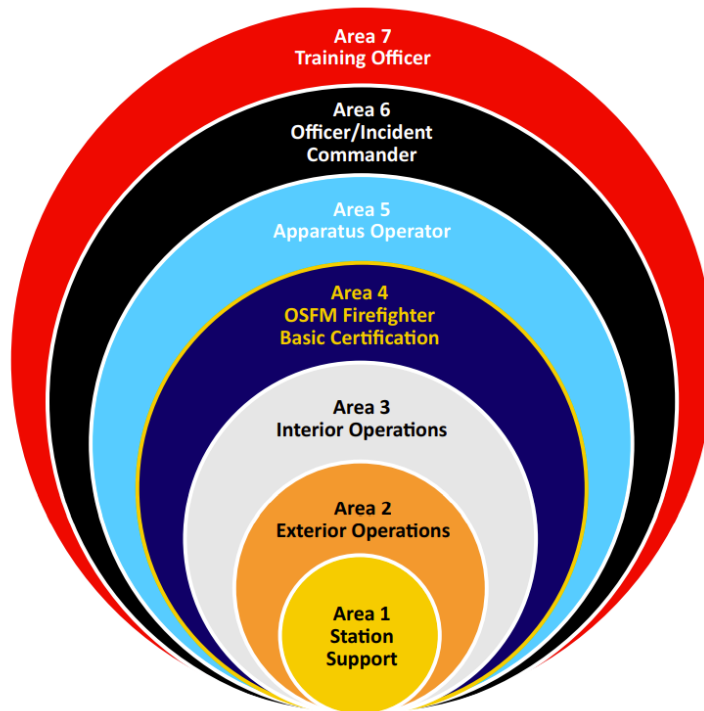 Area 7
Training Officer
Area 6
Officer/Incident
Commander
Area 5
Apparatus Operator
Area 4
OSFM Firefighter
Basic Certification
Area 3
Interior Operations
Area 2
Exterior Operations
Area 1
Station
Support